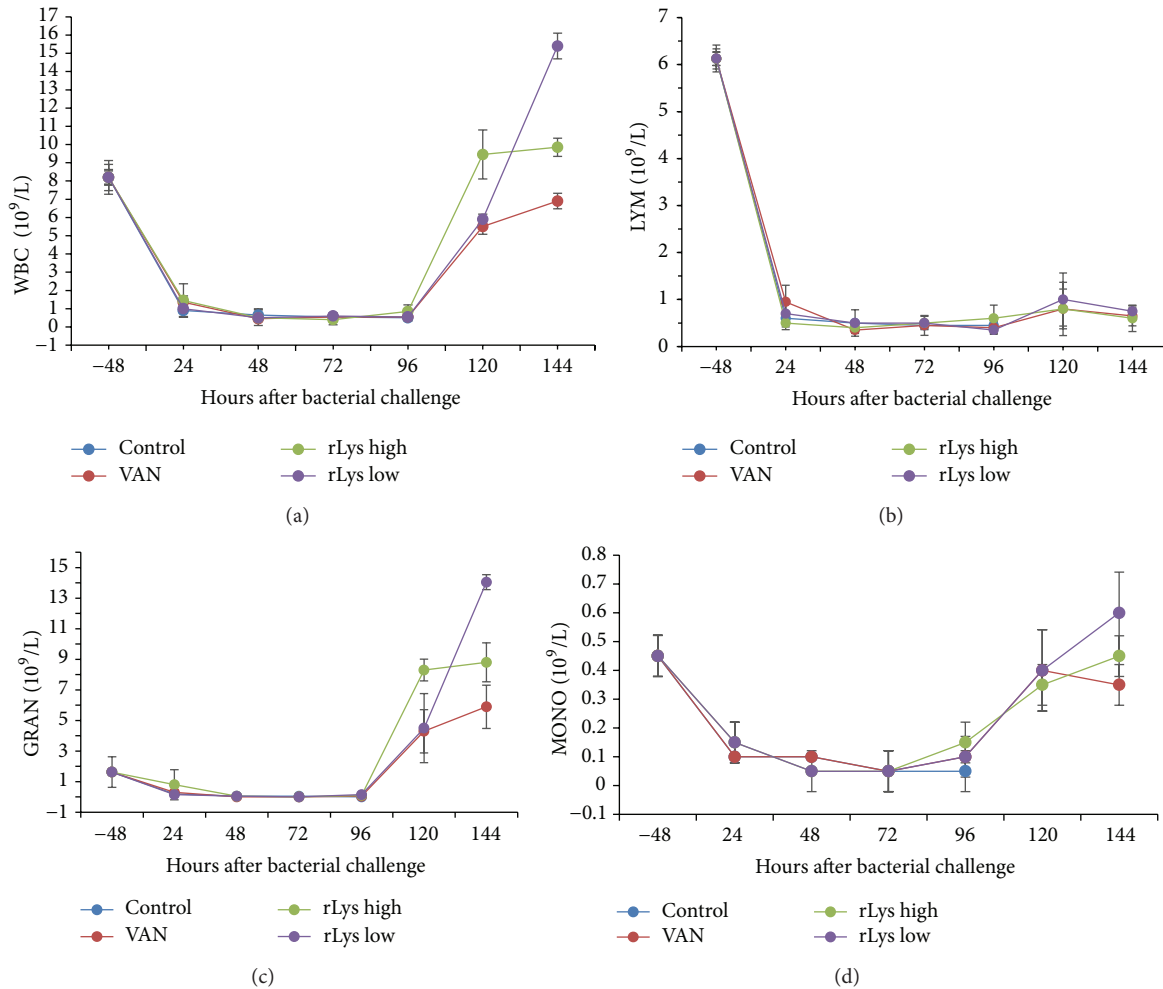 17
16
15
14
13
12
11
10
9
8
7
6
5
4
3
2
1
0
−1
WBC (10⁹/L)
−48 24 48 72 96 120 144
Hours after bacterial challenge
Control rLys high
VAN rLys low
(a)
7
6
5
4
3
2
1
0
LYM (10⁹/L)
−48 24 48 72 96 120 144
Hours after bacterial challenge
Control rLys high
VAN rLys low
(b)
15
13
11
9
7
5
3
1
−1
GRAN (10⁹/L)
−48 24 48 72 96 120 144
Hours after bacterial challenge
Control rLys high
VAN rLys low
(c)
0.8
0.7
0.6
0.5
0.4
0.3
0.2
0.1
0
−0.1
MONO (10⁹/L)
−48 24 48 72 96 120 144
Hours after bacterial challenge
Control rLys high
VAN rLys low
(d)